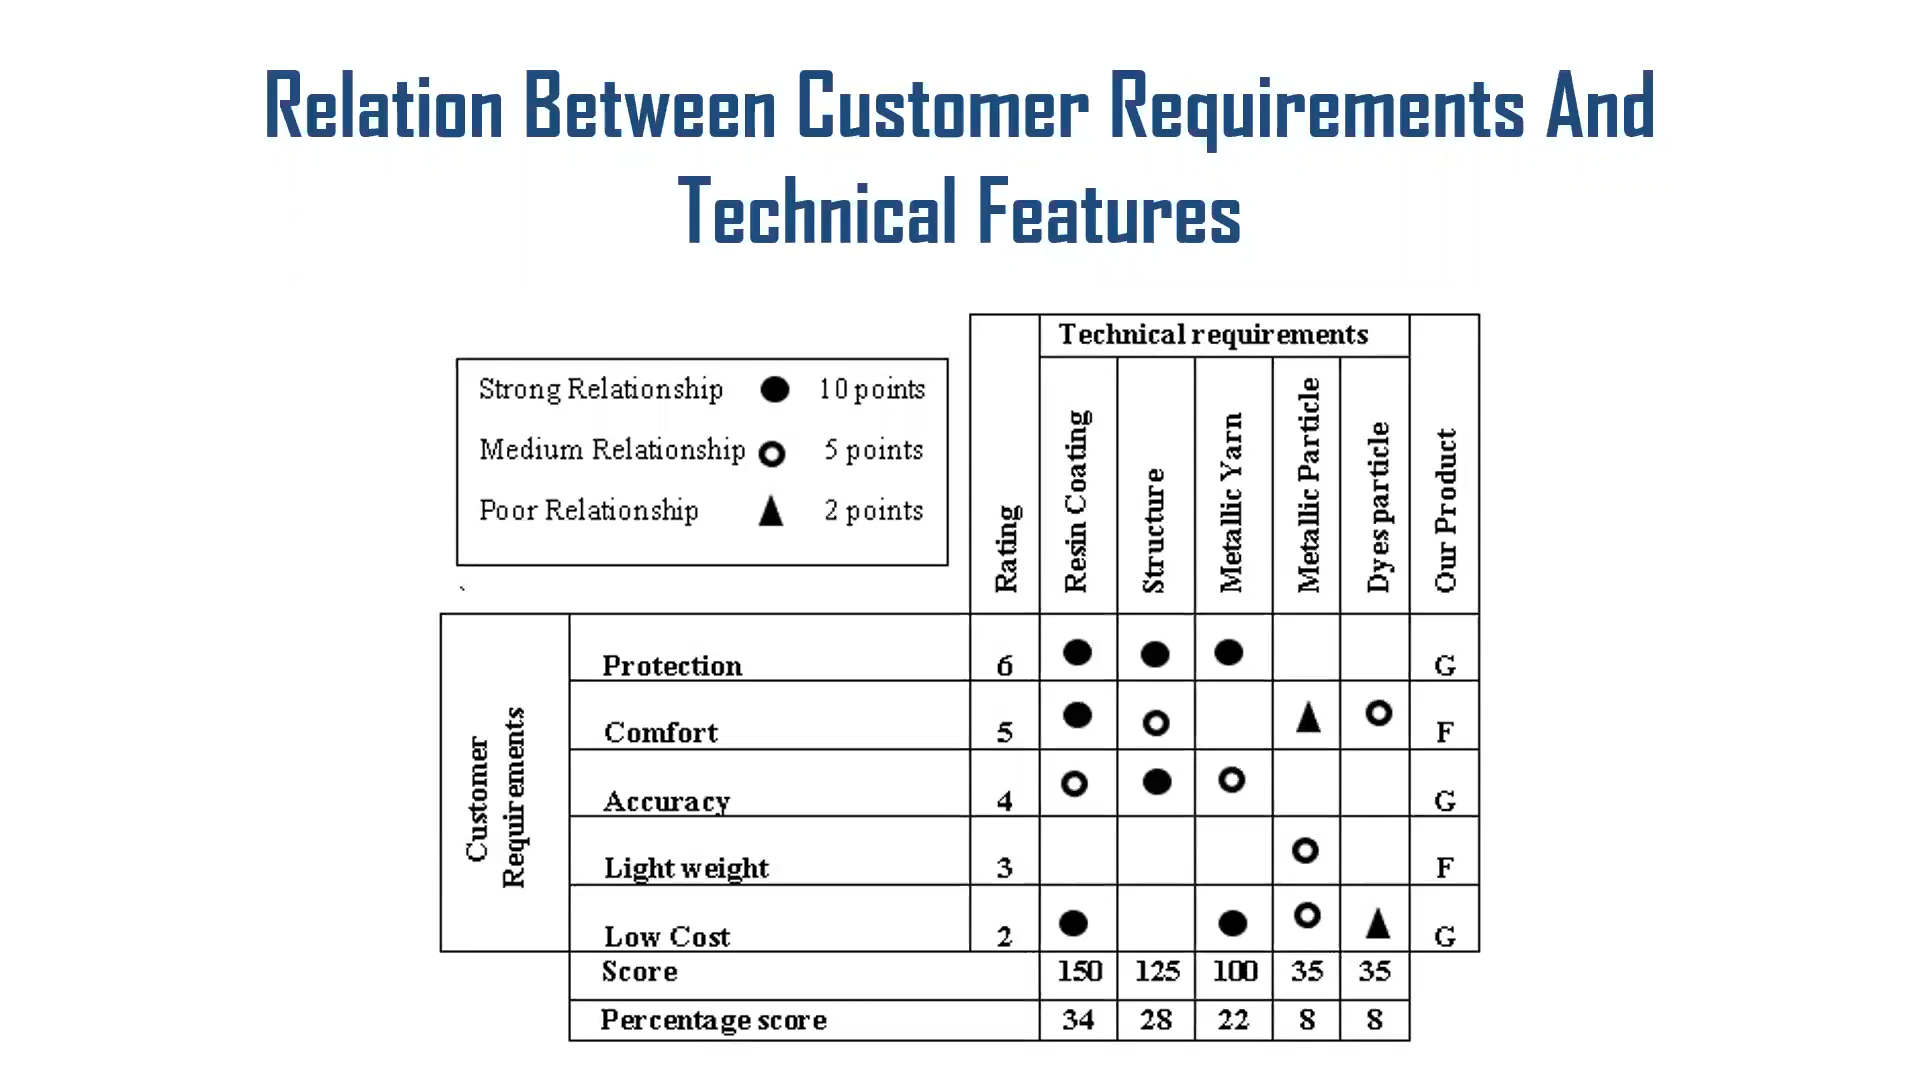 Relation Between Customer Requirements And
Technical Features
Technical requirements
Strong Relationship 10 points
Medium Relationship 5 points
Poor Relationship 2 points
Rating
Resin Coating
Structure
Metallic Yarn
Metallic Particle
Dyes particle
Our Product
Customer
Requirements
Protection 6 G
Comfort 5 F
Accuracy 4 G
Light weight 3 F
Low Cost 2 G
Score 150 125 100 35 35
Percentage score 34 28 22 8 8